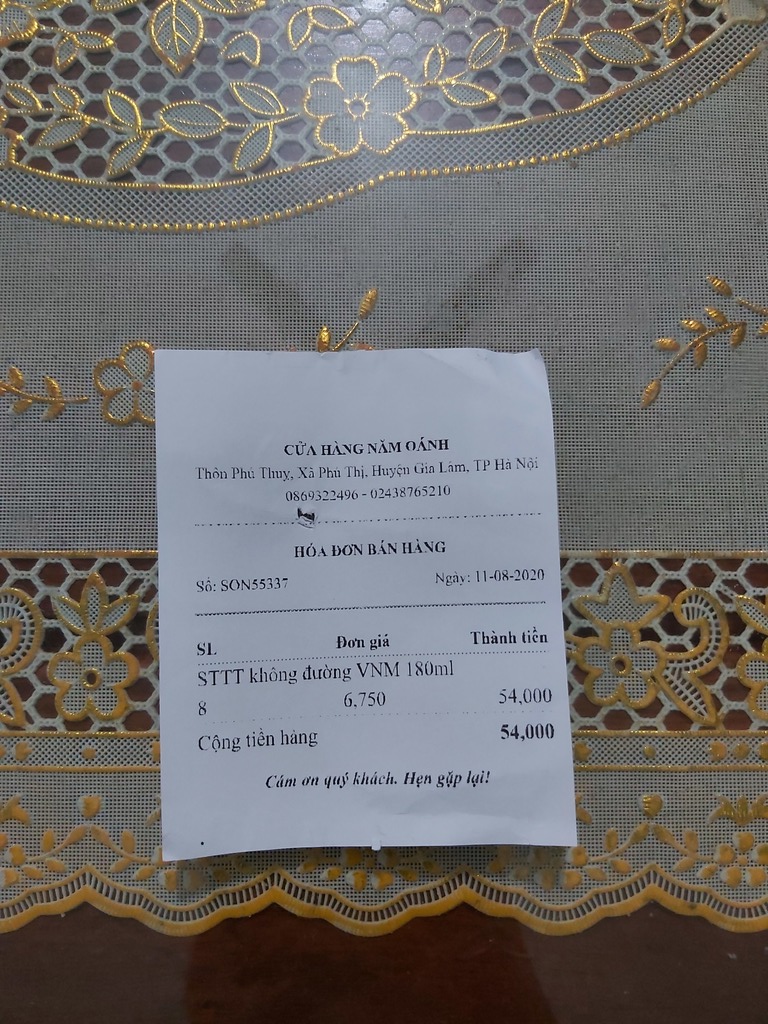 CỬA HÀNG NĂM OÁNH
Thôn Phú Thuỵ, Xã Phú Thị, Huyện Gia Lâm, TP Hà Nội
0869322496 - 02438765210
HÓA ĐƠN BÁN HÀNG
Số: SON55337 Ngày: 11-08-2020
SL Đơn giá Thành tiền
STTT không đường VNM 180ml
8 6,750 54,000
Cộng tiền hàng 54,000
Cám ơn quý khách. Hẹn gặp lại!